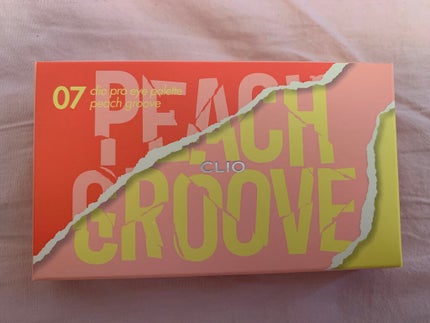 07 clio pro eye palette
peach groove
PEACH
CLIO
GROOVE